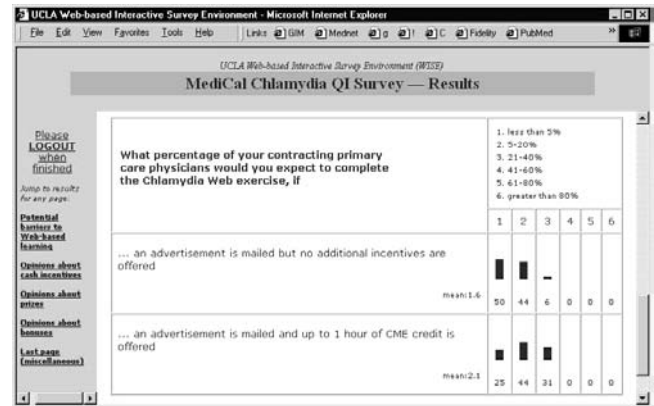 UCLA Web-based Interactive Survey Environment - Microsoft Internet Explorer
File Edit View Favorites Tools Help Links GIM Mednet g ! C Fidelity PubMed »
UCLA Web-based Interactive Survey Environment (WISE)
MediCal Chlamydia QI Survey — Results
Please
LOGOUT
when
finished
Jump to results
for any page.
Potential
barriers to
Web-based
learning
Opinions about
cash incentives
Opinions about
prizes
Opinions about
bonuses
Last page
(miscellaneous)
What percentage of your contracting primary
care physicians would you expect to complete
the Chlamydia Web exercise, if
1. less than 5%
2. 5-20%
3. 21-40%
4. 41-60%
5. 61-80%
6. greater than 80%
1 2 3 4 5 6
... an advertisement is mailed but no additional incentives are
offered
mean:1.6
50 44 6 0 0 0
... an advertisement is mailed and up to 1 hour of CME credit is
offered
mean:2.1
25 44 31 0 0 0